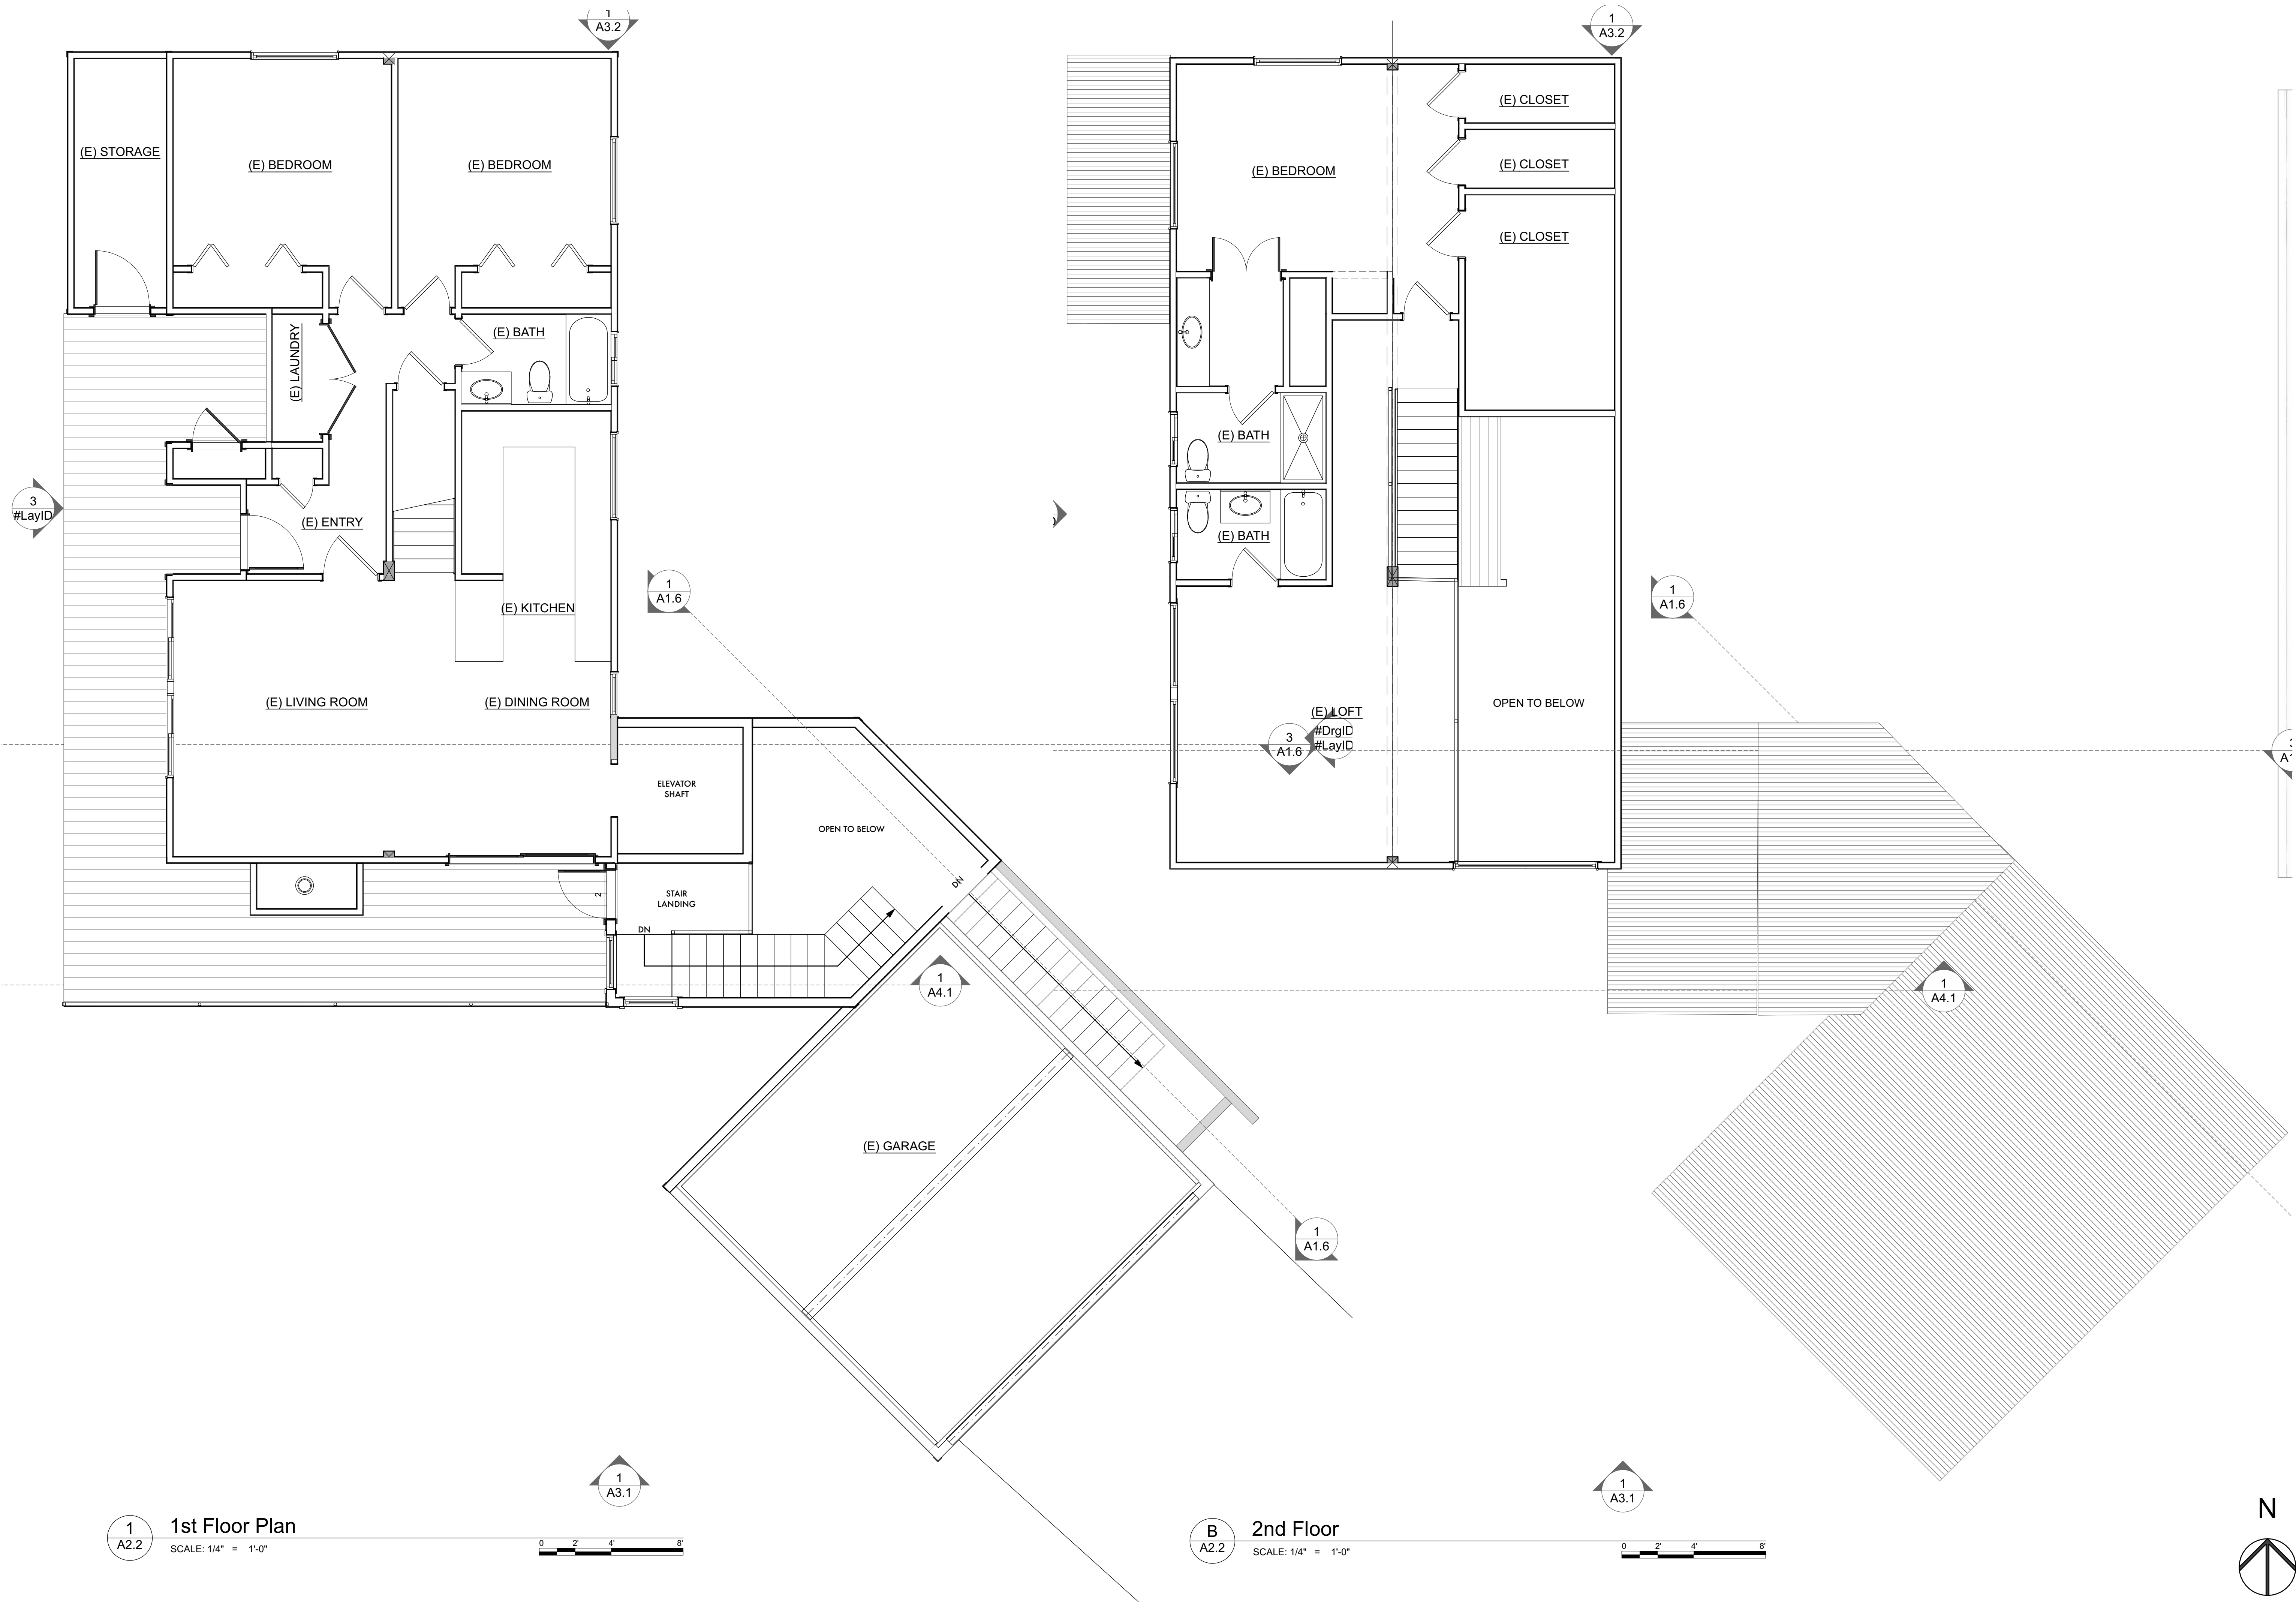 1
A3.2
1
A3.2
(E) STORAGE
(E) BEDROOM
(E) BEDROOM
(E) LAUNDRY
(E) BATH
3
#LayID
(E) ENTRY
1
A1.6
(E) KITCHEN
(E) LIVING ROOM
(E) DINING ROOM
ELEVATOR
SHAFT
OPEN TO BELOW
2
STAIR
LANDING
DN
DN
1
A4.1
(E) GARAGE
1
A1.6
1
A3.1
1
A2.2
1st Floor Plan
SCALE: 1/4" = 1'-0"
0 2' 4' 8'
(E) CLOSET
(E) CLOSET
(E) BEDROOM
(E) CLOSET
(E) BATH
(E) BATH
1
A1.6
OPEN TO BELOW
(E) LOFT
3
A1.6
#DrgID
#LayID
1
A4.1
1
A3.1
B
A2.2
2nd Floor
SCALE: 1/4" = 1'-0"
0 2' 4' 8'
N